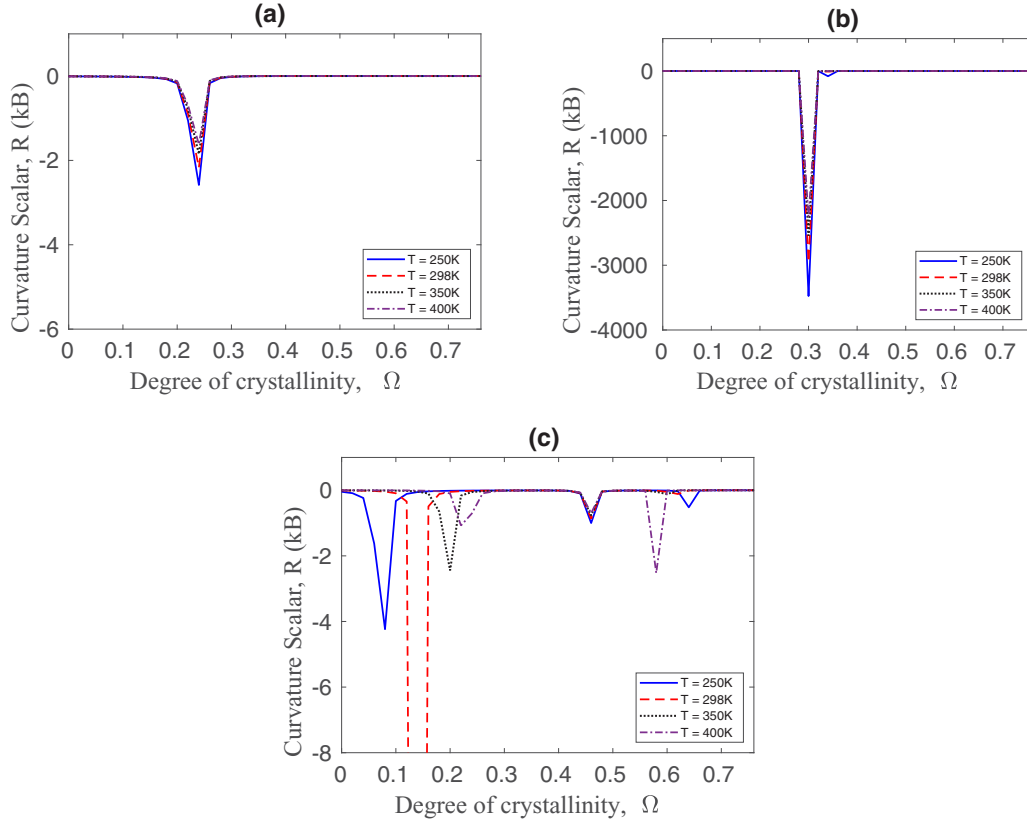 (a)
0
-2
-4
-6
Curvature Scalar, R (kB)
T = 250K
T = 298K
T = 350K
T = 400K
0 0.1 0.2 0.3 0.4 0.5 0.6 0.7
Degree of crystallinity, Ω
(b)
0
-1000
-2000
-3000
-4000
Curvature Scalar, R (kB)
T = 250K
T = 298K
T = 350K
T = 400K
0 0.1 0.2 0.3 0.4 0.5 0.6 0.7
Degree of crystallinity, Ω
(c)
0
-2
-4
-6
-8
Curvature Scalar, R (kB)
T = 250K
T = 298K
T = 350K
T = 400K
0 0.1 0.2 0.3 0.4 0.5 0.6 0.7
Degree of crystallinity, Ω